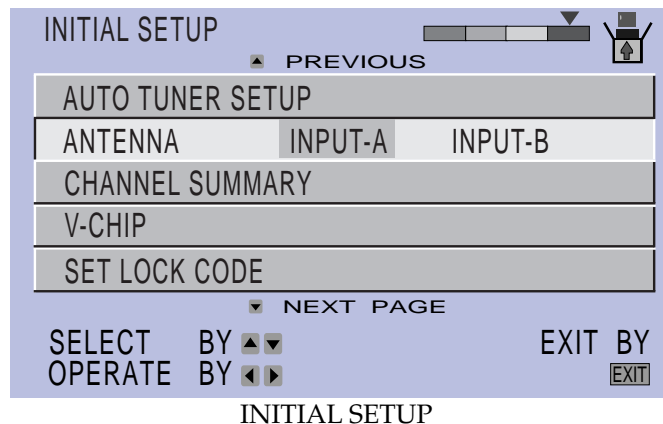 INITIAL SETUP
PREVIOUS
AUTO TUNER SETUP
ANTENNA INPUT-A INPUT-B
CHANNEL SUMMARY
V-CHIP
SET LOCK CODE
NEXT PAGE
SELECT BY EXIT BY
OPERATE BY EXIT
INITIAL SETUP